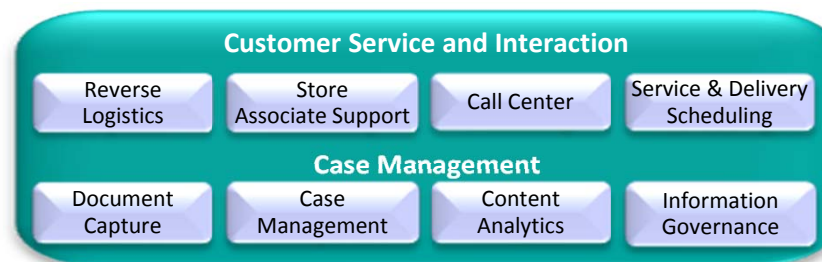 Customer Service and Interaction
Reverse
Logistics
Store
Associate Support
Call Center
Service & Delivery
Scheduling
Case Management
Document
Capture
Case
Management
Content
Analytics
Information
Governance